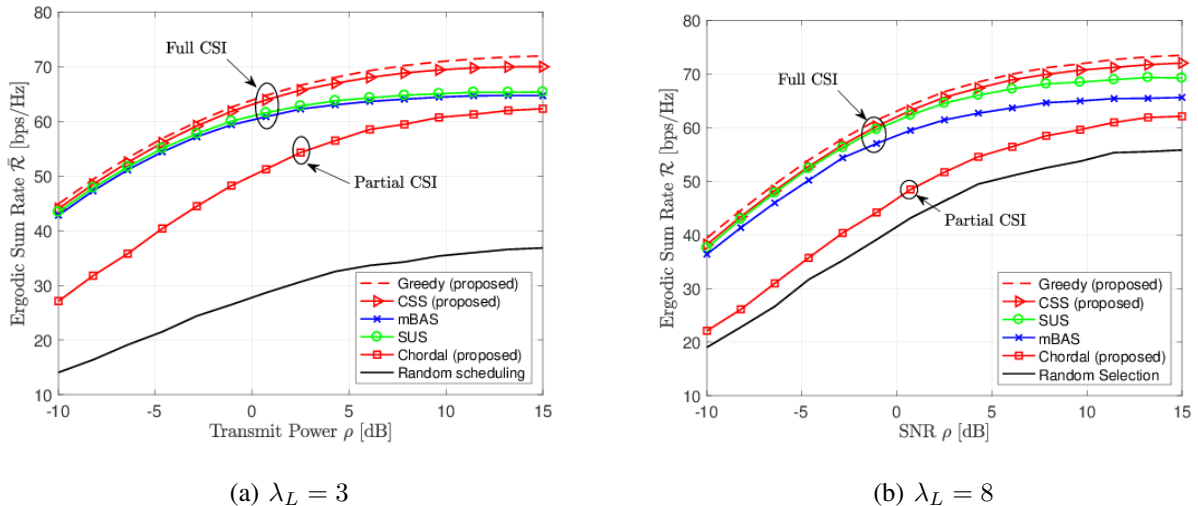 80
70
60
50
40
30
20
10
-10
-5
0
5
10
15
Ergodic Sum Rate R̄ [bps/Hz]
Transmit Power ρ [dB]
Full CSI
Partial CSI
Greedy (proposed)
CSS (proposed)
mBAS
SUS
Chordal (proposed)
Random scheduling
(a) λ_L = 3
80
70
60
50
40
30
20
10
-10
-5
0
5
10
15
Ergodic Sum Rate R̄ [bps/Hz]
SNR ρ [dB]
Full CSI
Partial CSI
Greedy (proposed)
CSS (proposed)
SUS
mBAS
Chordal (proposed)
Random Selection
(b) λ_L = 8